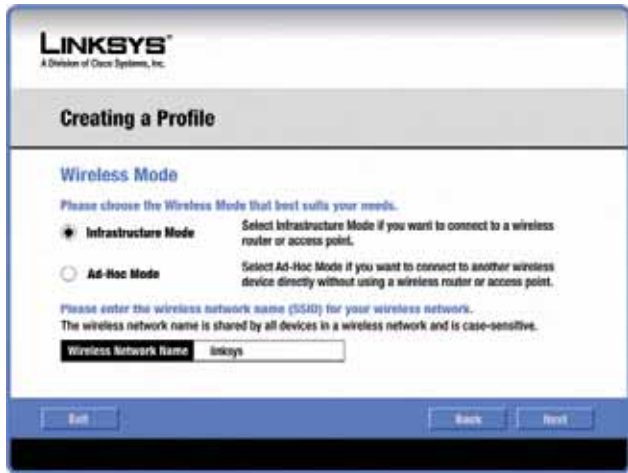 LINKSYS®
A Division of Cisco Systems, Inc.
Creating a Profile
Wireless Mode
Please choose the Wireless Mode that best suits your needs.
Infrastructure Mode
Select Infrastructure Mode if you want to connect to a wireless
router or access point.
Ad-Hoc Mode
Select Ad-Hoc Mode if you want to connect to another wireless
device directly without using a wireless router or access point.
Please enter the wireless network name (SSID) for your wireless network.
The wireless network name is shared by all devices in a wireless network and is case-sensitive.
Wireless Network Name linksys
Exit Back Next